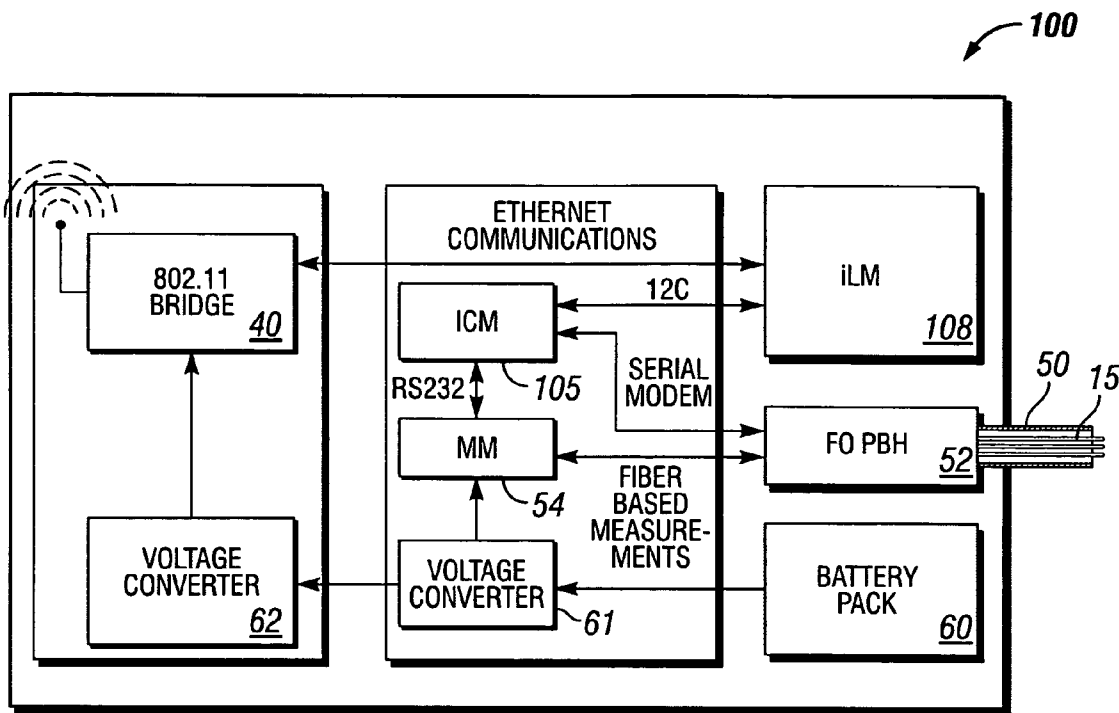 100
ETHERNET
COMMUNICATIONS
802.11
BRIDGE
40
iLM
108
12C
ICM
105
RS232
SERIAL
MODEM
50
15
MM
54
FO PBH
52
FIBER
BASED
MEASURE-
MENTS
VOLTAGE
CONVERTER
62
VOLTAGE
CONVERTER
61
BATTERY
PACK
60